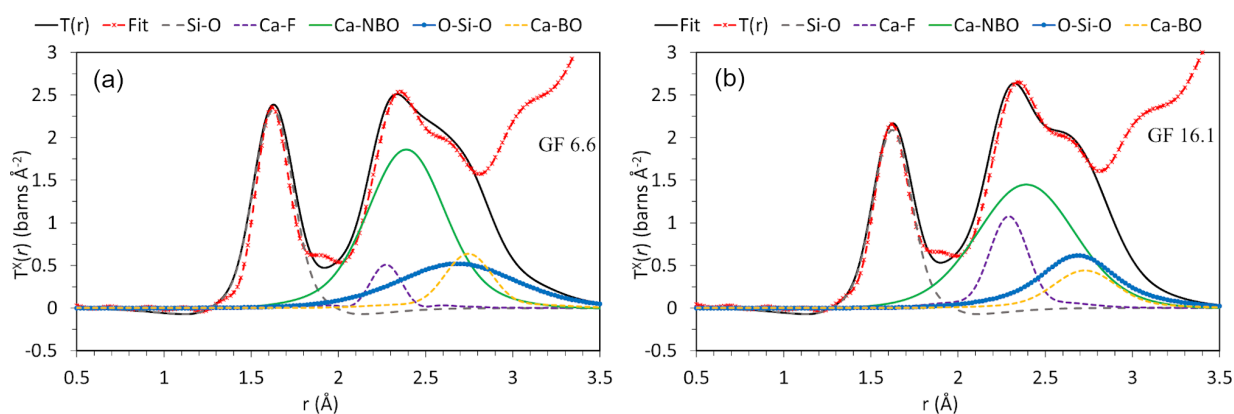 T(r) Fit Si-O Ca-F Ca-NBO O-Si-O Ca-BO
(a)
GF 6.6
Tˣ(r) (barns Å⁻²)
3
2.5
2
1.5
1
0.5
0
-0.5
0.5 1 1.5 2 2.5 3 3.5
r (Å)
T(r) Fit Si-O Ca-F Ca-NBO O-Si-O Ca-BO
(b)
GF 16.1
Tˣ(r) (barns Å⁻²)
3
2.5
2
1.5
1
0.5
0
-0.5
0.5 1 1.5 2 2.5 3 3.5
r (Å)